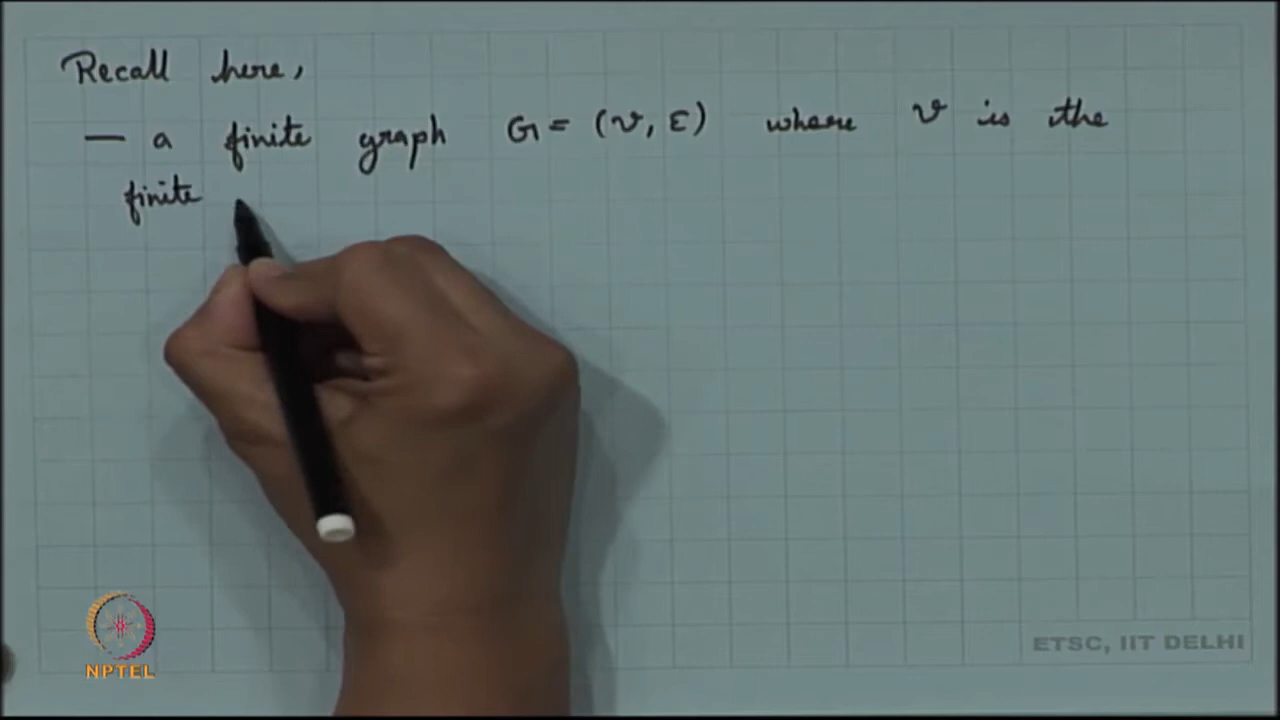 Recall here,
— a finite graph G = (v, ε) where v is the
finite
NPTEL
ETSC, IIT DELHI